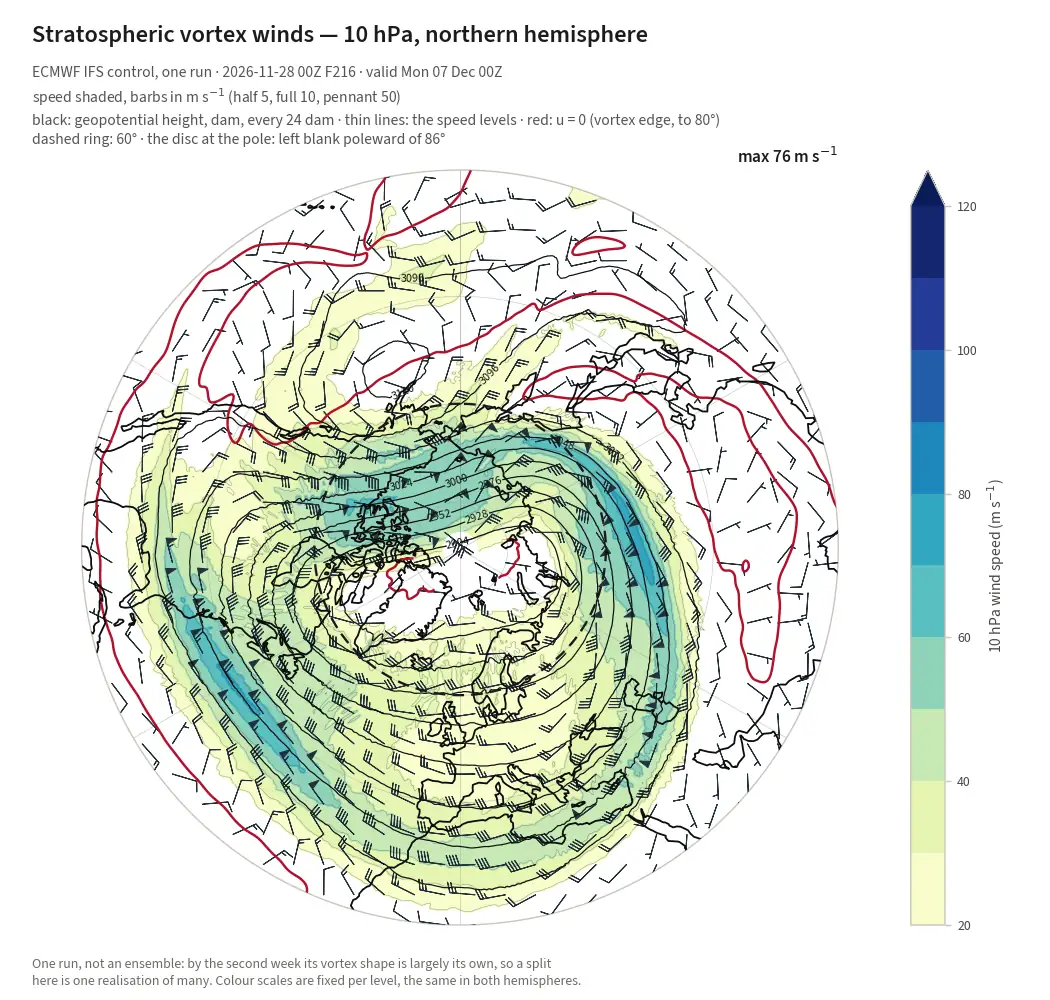 Stratospheric vortex winds — 10 hPa, northern hemisphere
ECMWF IFS control, one run · 2026-11-28 00Z F216 · valid Mon 07 Dec 00Z
speed shaded, barbs in m s⁻¹ (half 5, full 10, pennant 50)
black: geopotential height, dam, every 24 dam · thin lines: the speed levels · red: u = 0 (vortex edge, to 80°)
dashed ring: 60° · the disc at the pole: left blank poleward of 86°
max 76 m s⁻¹
120
100
80
60
40
20
10 hPa wind speed (m s⁻¹)
3096
3000
2976
2952
2928
One run, not an ensemble: by the second week its vortex shape is largely its own, so a split
here is one realisation of many. Colour scales are fixed per level, the same in both hemispheres.